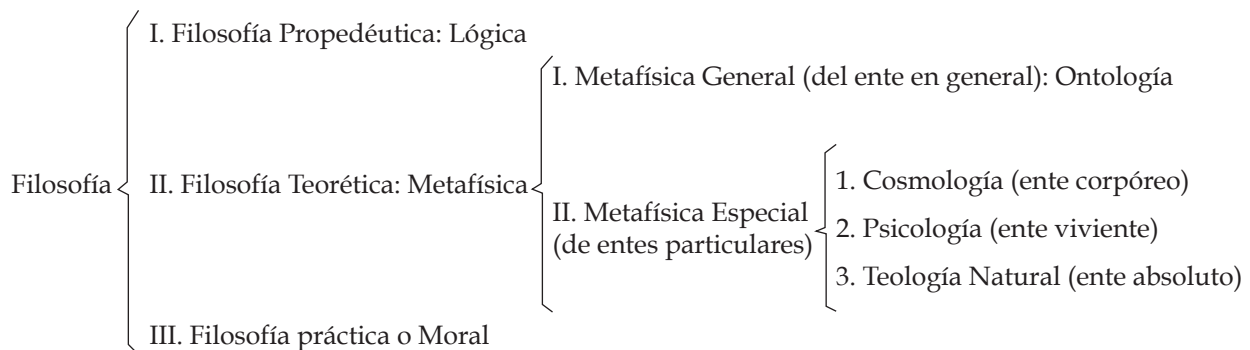 I. Filosofía Propedéutica: Lógica
I. Metafísica General (del ente en general): Ontología
Filosofía
II. Filosofía Teorética: Metafísica
II. Metafísica Especial
(de entes particulares)
1. Cosmología (ente corpóreo)
2. Psicología (ente viviente)
3. Teología Natural (ente absoluto)
III. Filosofía práctica o Moral